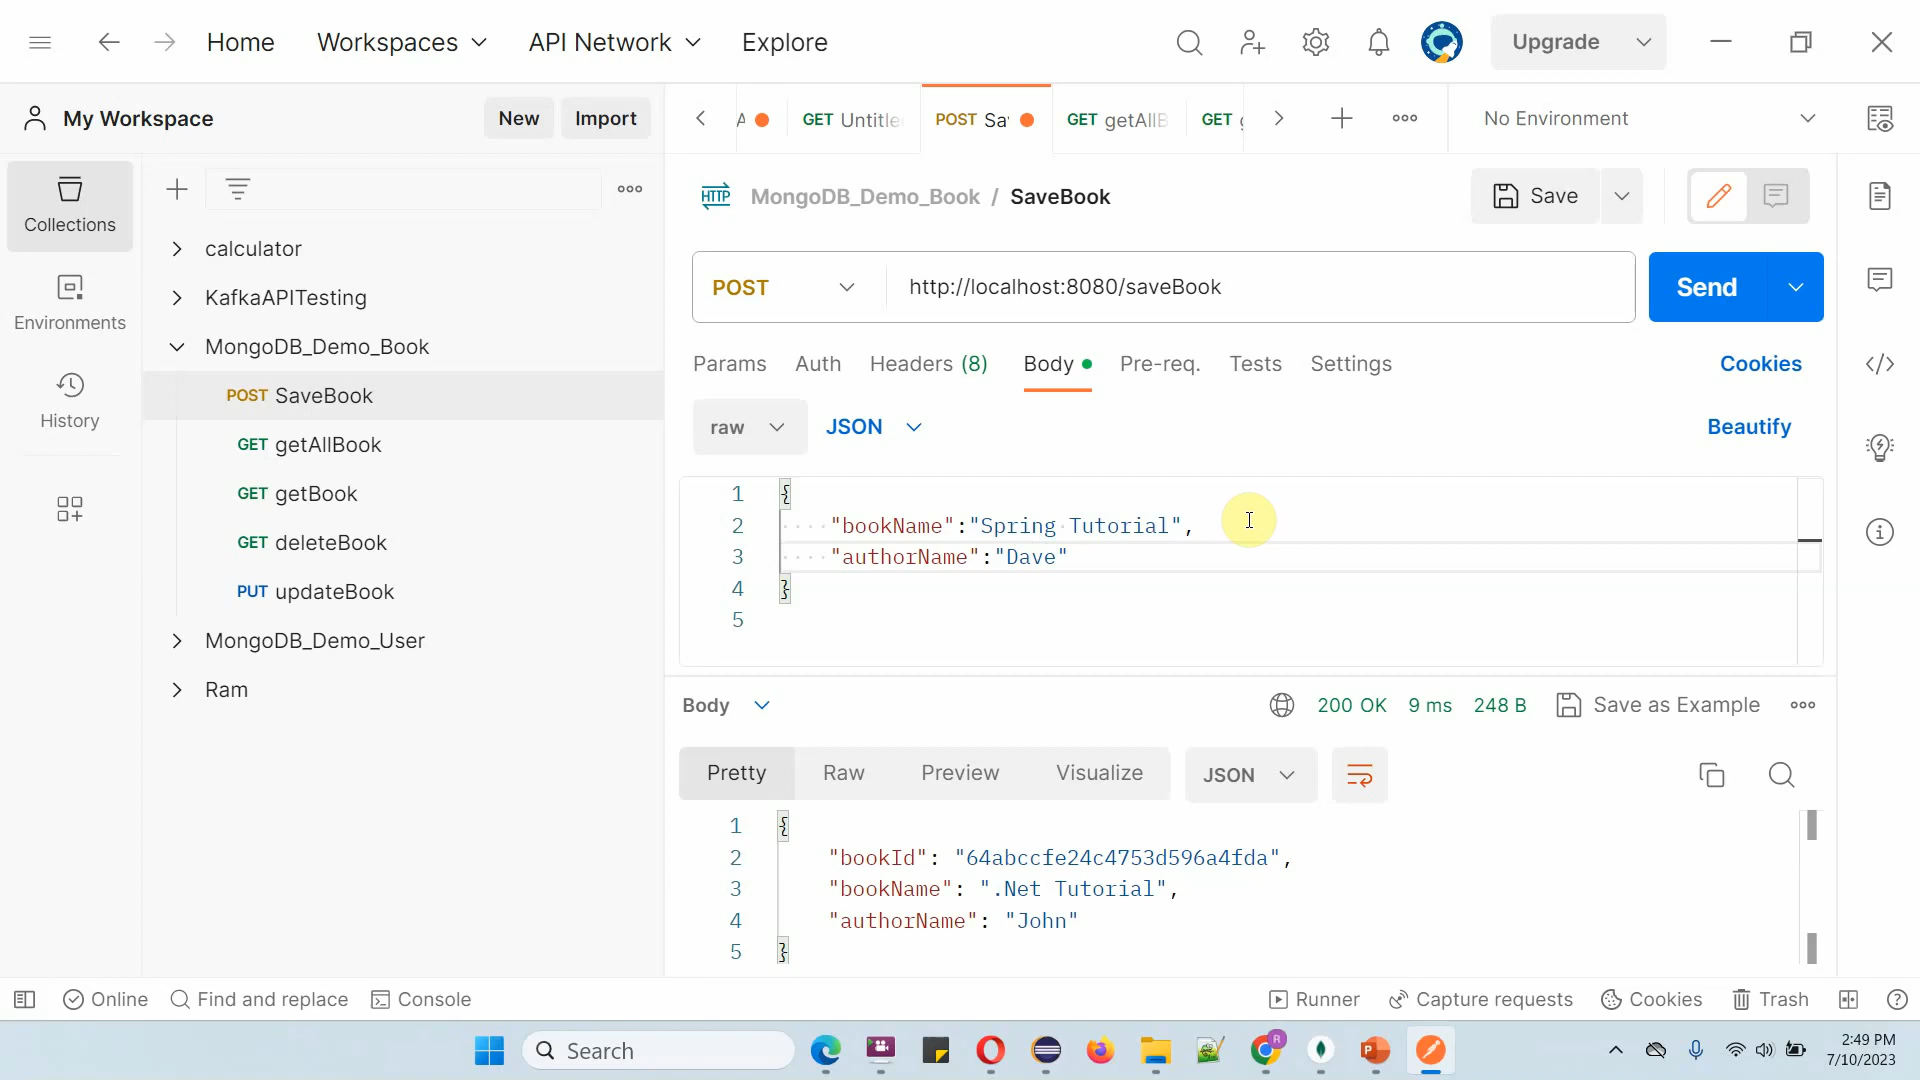 Home
Workspaces
API Network
Explore
Upgrade
My Workspace
New
Import
GET Untitle
POST Sa
GET getAllB
GET
No Environment
Collections
Environments
History
calculator
KafkaAPITesting
MongoDB_Demo_Book
POST SaveBook
GET getAllBook
GET getBook
GET deleteBook
PUT updateBook
MongoDB_Demo_User
Ram
HTTP MongoDB_Demo_Book / SaveBook
Save
POST
http://localhost:8080/saveBook
Send
Params
Auth
Headers (8)
Body
Pre-req.
Tests
Settings
Cookies
raw
JSON
Beautify
1 {
2 "bookName":"Spring Tutorial",
3 "authorName":"Dave"
4 }
5
Body
200 OK
9 ms
248 B
Save as Example
Pretty
Raw
Preview
Visualize
JSON
1 {
2 "bookId": "64abccfe24c4753d596a4fda",
3 "bookName": ".Net Tutorial",
4 "authorName": "John"
5 }
Online
Find and replace
Console
Runner
Capture requests
Cookies
Trash
Search
R
2:49 PM
7/10/2023